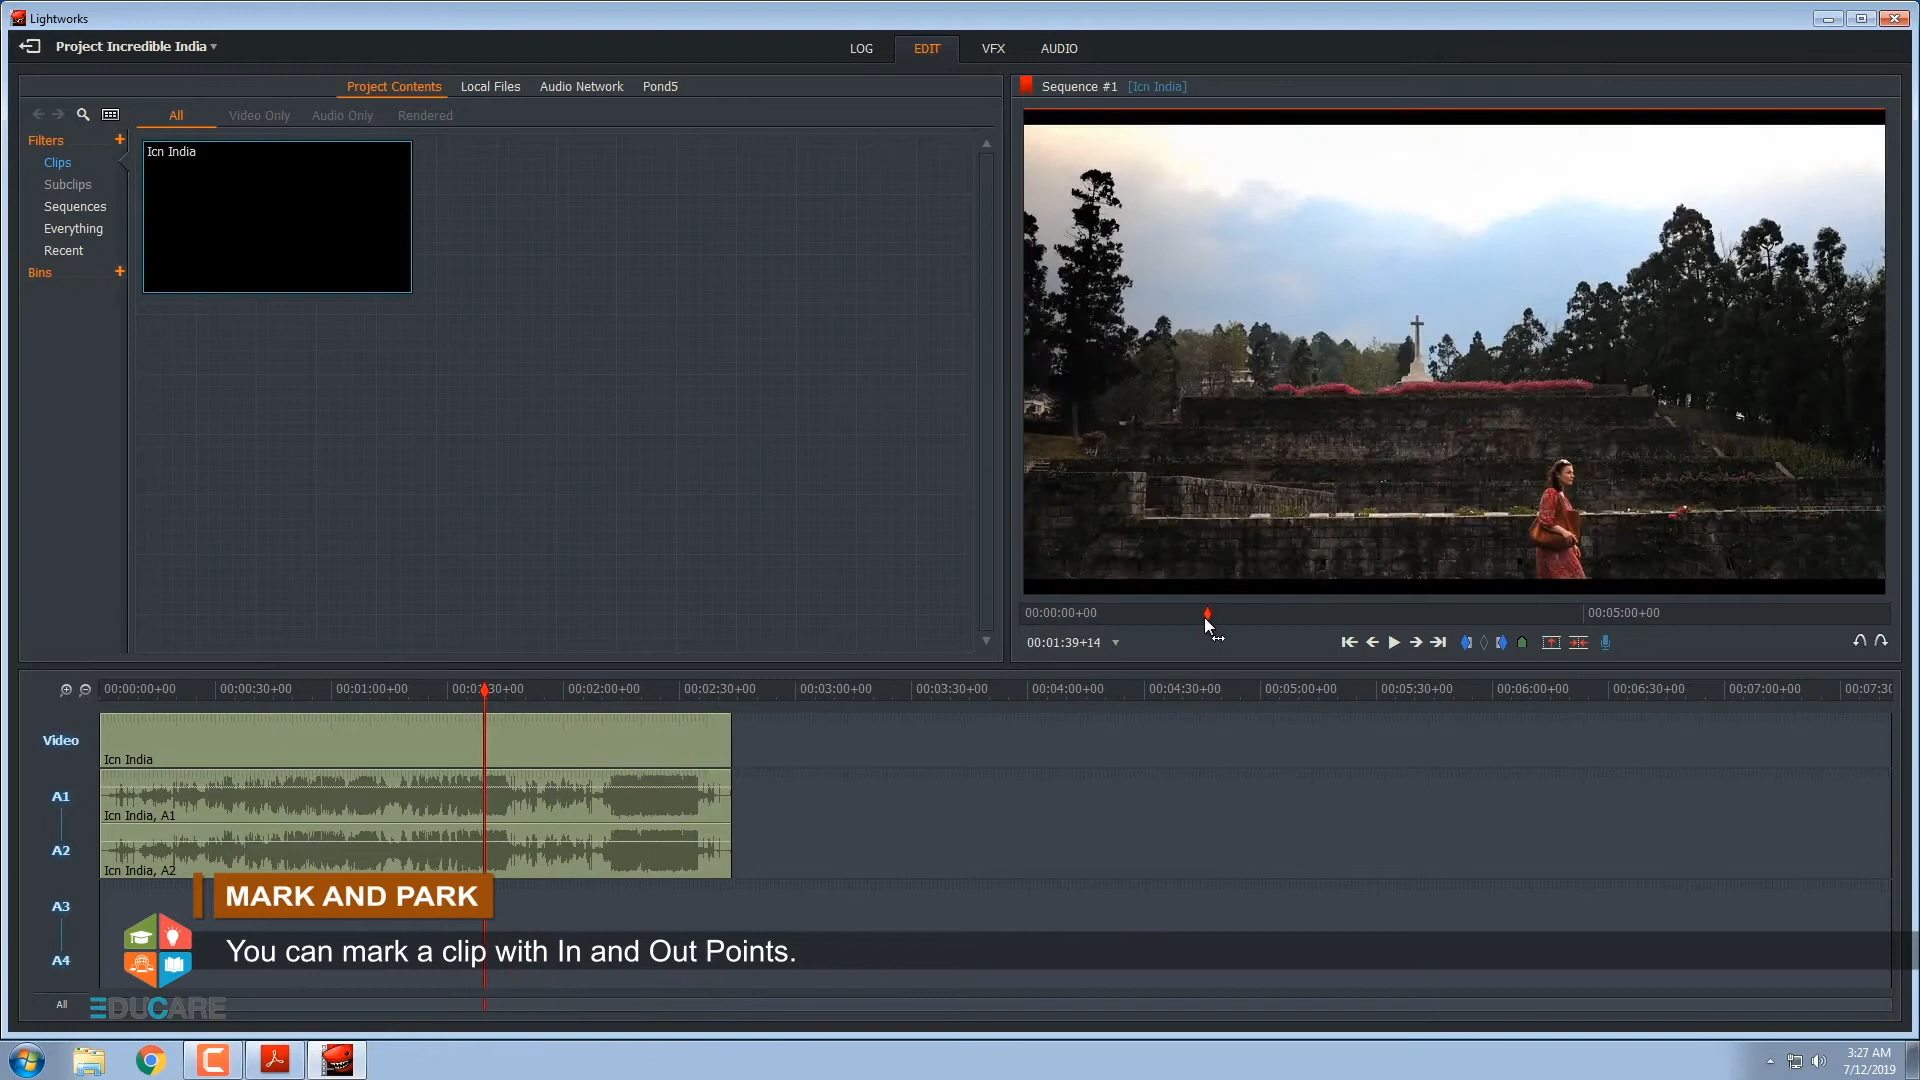 Lightworks
Project Incredible India
LOG EDIT VFX AUDIO
Project Contents Local Files Audio Network Pond5
Sequence #1 [Icn India]
All Video Only Audio Only Rendered
Filters
Clips
Subclips
Sequences
Everything
Recent
Bins
Icn India
00:00:00+00 00:05:00+00
00:01:39+14
00:00:00+00 00:00:30+00 00:01:00+00 00:01:30+00 00:02:00+00 00:02:30+00 00:03:00+00 00:03:30+00 00:04:00+00 00:04:30+00 00:05:00+00 00:05:30+00 00:06:00+00 00:06:30+00 00:07:00+00 00:07:30
Video
Icn India
A1
Icn India, A1
A2
Icn India, A2
A3
MARK AND PARK
A4
You can mark a clip with In and Out Points.
All
EDUCARE
3:27 AM
7/12/2019